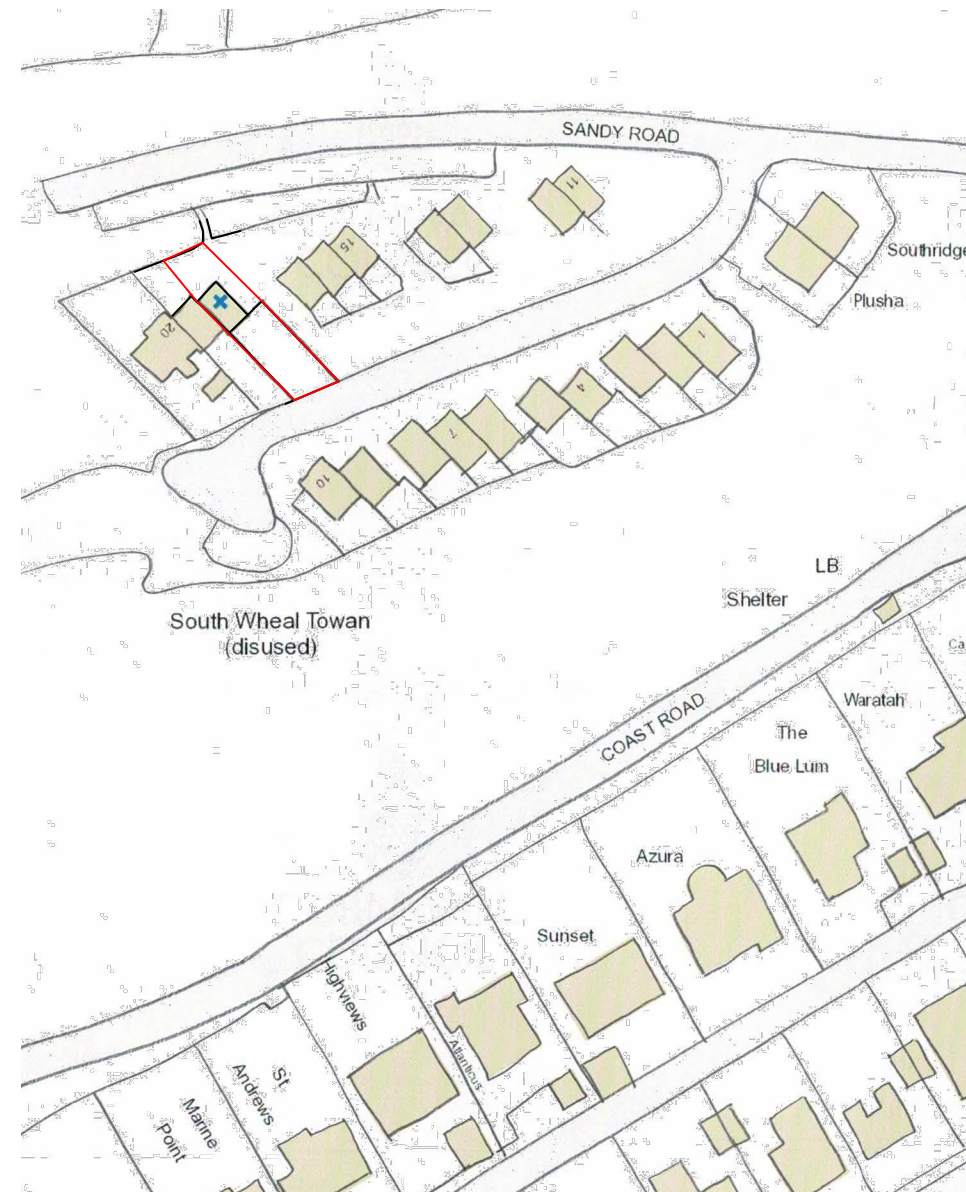 SANDY ROAD
11
15
Southridge
Plusha
20
1
4
7
10
LB
Shelter
South Wheal Towan
(disused)
COAST ROAD
Waratah
The
Blue Lum
Azura
Sunset
Highviews
Atlanticus
St
Andrews
Marine
Point